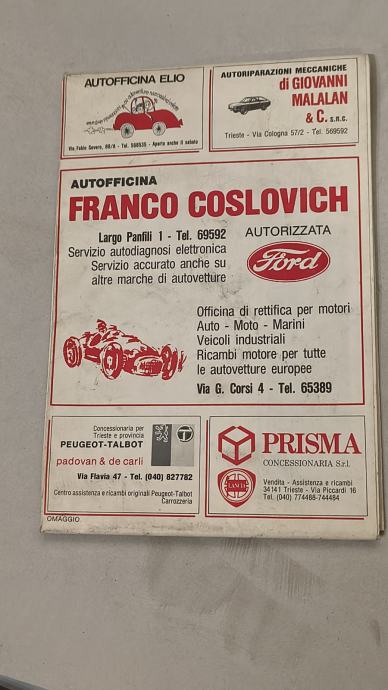 AUTOFFICINA ELIO
Via Fabio Severo, 89/A - Tel. 568535 - Aperto anche il sabato
AUTORIPARAZIONI MECCANICHE
di GIOVANNI
MALALAN
& C. S.N.C.
Trieste - Via Cologna 57/2 - Tel. 569592
AUTOFFICINA
FRANCO COSLOVICH
Largo Panfili 1 - Tel. 69592
Servizio autodiagnosi elettronica
Servizio accurato anche su
altre marche di autovetture
AUTORIZZATA
Ford
Officina di rettifica per motori
Auto - Moto - Marini
Veicoli industriali
Ricambi motore per tutte
le autovetture europee
Via G. Corsi 4 - Tel. 65389
Concessionaria per
Trieste e provincia
PEUGEOT-TALBOT
padovan & de carli
Via Flavia 47 - Tel. (040) 827782
Centro assistenza e ricambi originali Peugeot-Talbot
Carrozzeria
PRISMA
CONCESSIONARIA S.r.l.
LANCIA
Vendita - Assistenza e ricambi
34141 Trieste - Via Piccardi 16
Tel. (040) 774488-744484
OMAGGIO